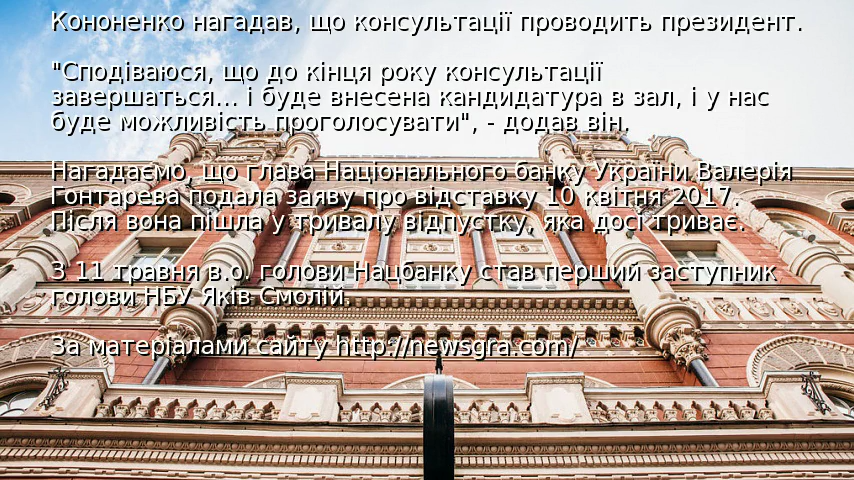 Кононенко нагадав, що консультації проводить президент.
"Сподіваюся, що до кінця року консультації
завершаться... і буде внесена кандидатура в зал, і у нас
буде можливість проголосувати", - додав він.
Нагадаємо, що глава Національного банку України Валерія
Гонтарева подала заяву про відставку 10 квітня 2017.
Після вона пішла у тривалу відпустку, яка досі триває.
З 11 травня в.о. голови Нацбанку став перший заступник
голови НБУ Яків Смолій.
За матеріалами сайту http://newsgra.com/